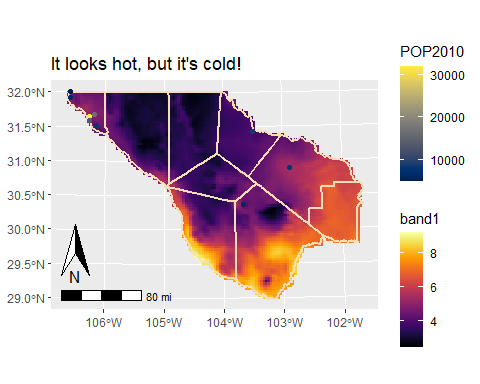 It looks hot, but it's cold!
32.0°N
31.5°N
31.0°N
30.5°N
30.0°N
29.5°N
29.0°N
N
80 mi
106°W
105°W
104°W
103°W
102°W
POP2010
30000
20000
10000
band1
8
6
4